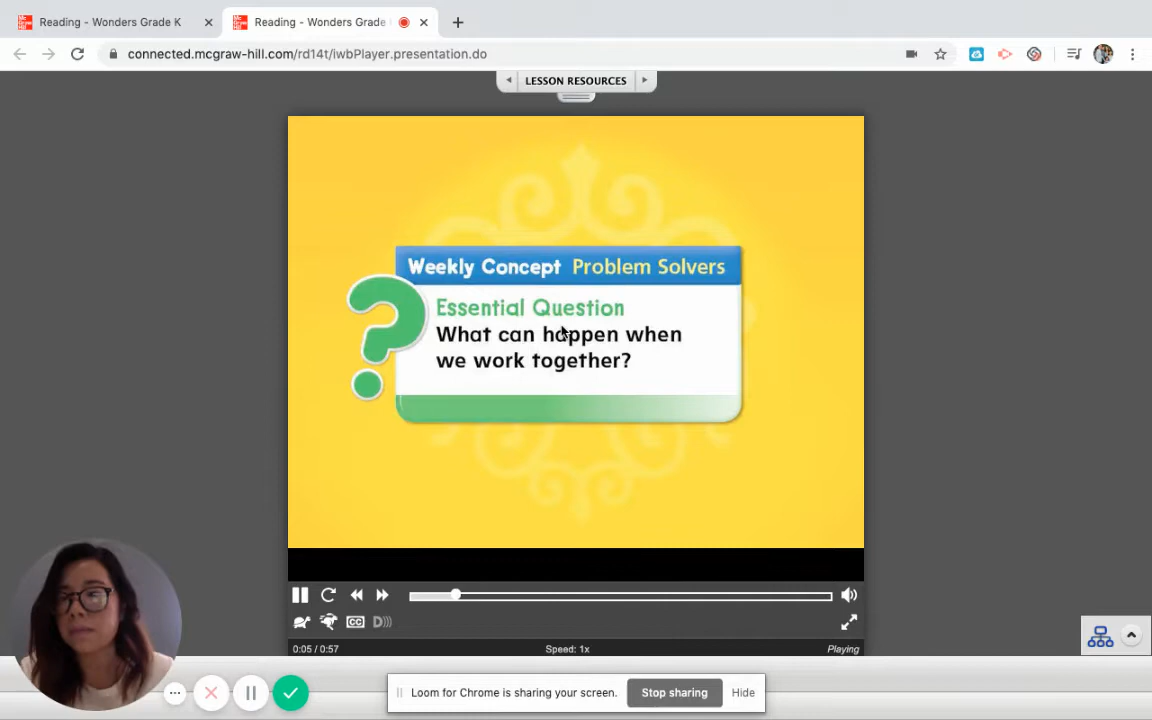 Reading - Wonders Grade K
Reading - Wonders Grade
connected.mcgraw-hill.com/rd14t/iwbPlayer.presentation.do
LESSON RESOURCES
Weekly Concept Problem Solvers
?
Essential Question
What can happen when
we work together?
CC D)))
0:05 / 0:57 Speed: 1x Playing
Loom for Chrome is sharing your screen. Stop sharing Hide